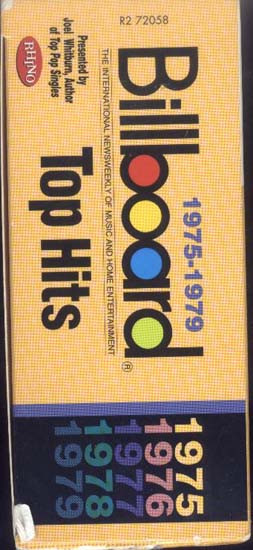 R2 72058
1975-1979
Billboard®
THE INTERNATIONAL NEWSWEEKLY OF MUSIC AND HOME ENTERTAINMENT
Top Hits
Presented by
Joel Whitburn, Author
of Top Pop Singles
RHINO
1975
1976
1977
1978
1979